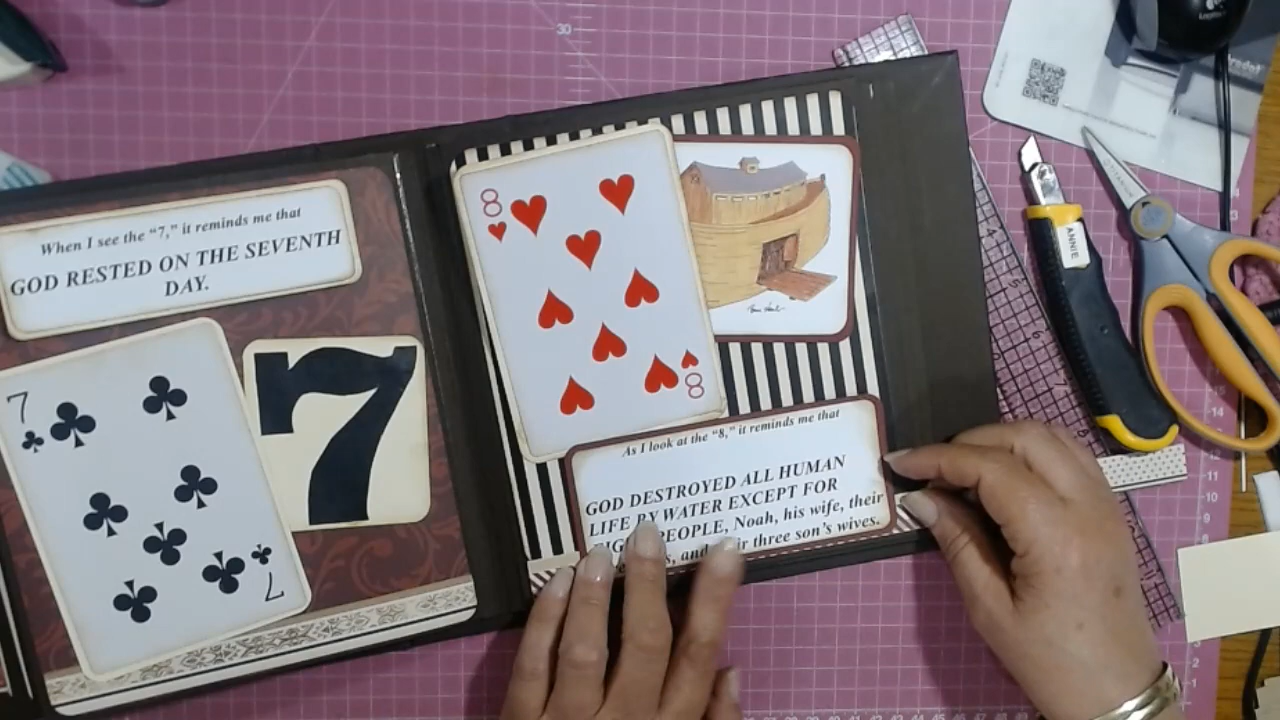 30
When I see the "7," it reminds me that
GOD RESTED ON THE SEVENTH
DAY.
7
7
7
8
8
As I look at the "8," it reminds me that
GOD DESTROYED ALL HUMAN
LIFE BY WATER EXCEPT FOR
PEOPLE, Noah, his wife, their
and three son's wives.
ANNIE